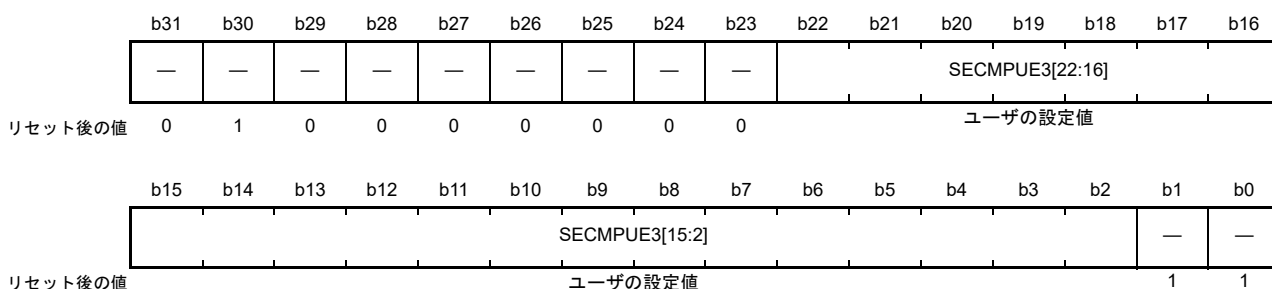 b31 b30 b29 b28 b27 b26 b25 b24 b23 b22 b21 b20 b19 b18 b17 b16
— — — — — — — — — SECMPUE3[22:16]
リセット後の値 0 1 0 0 0 0 0 0 0 ユーザの設定値
b15 b14 b13 b12 b11 b10 b9 b8 b7 b6 b5 b4 b3 b2 b1 b0
SECMPUE3[15:2] — —
リセット後の値 ユーザの設定値 1 1